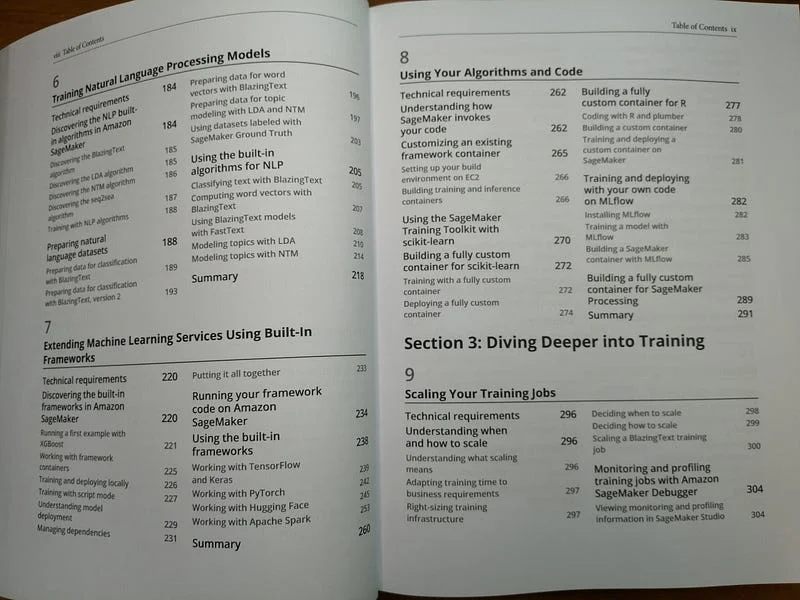 viii Table of Contents
6
Training Natural Language Processing Models
Technical requirements 184
Discovering the NLP built-
in algorithms in Amazon
SageMaker 184
Discovering the BlazingText
algorithm 185
Discovering the LDA algorithm 185
Discovering the NTM algorithm 186
Discovering the seq2sea
algorithm 187
Training with NLP algorithms 188
Preparing natural
language datasets 188
Preparing data for classification
with BlazingText 189
Preparing data for classification
with BlazingText, version 2 193
Preparing data for word
vectors with BlazingText 196
Preparing data for topic
modeling with LDA and NTM 197
Using datasets labeled with
SageMaker Ground Truth 203
Using the built-in
algorithms for NLP 205
Classifying text with BlazingText 205
Computing word vectors with
BlazingText 207
Using BlazingText models
with FastText 208
Modeling topics with LDA 210
Modeling topics with NTM 214
Summary 218
7
Extending Machine Learning Services Using Built-In
Frameworks
Technical requirements 220
Discovering the built-in
frameworks in Amazon
SageMaker 220
Running a first example with
XGBoost 221
Working with framework
containers 225
Training and deploying locally 226
Training with script mode 227
Understanding model
deployment 229
Managing dependencies 231
Putting it all together 233
Running your framework
code on Amazon
SageMaker 234
Using the built-in
frameworks 238
Working with TensorFlow
and Keras 239
Working with PyTorch 242
Working with Hugging Face 245
Working with Apache Spark 253
Summary 260
Table of Contents ix
8
Using Your Algorithms and Code
Technical requirements 262
Understanding how
SageMaker invokes
your code 262
Customizing an existing
framework container 265
Setting up your build
environment on EC2 266
Building training and inference
containers 266
Using the SageMaker
Training Toolkit with
scikit-learn 270
Building a fully custom
container for scikit-learn 272
Training with a fully custom
container 272
Deploying a fully custom
container 274
Building a fully
custom container for R 277
Coding with R and plumber 278
Building a custom container 280
Training and deploying a
custom container on
SageMaker 281
Training and deploying
with your own code
on MLflow 282
Installing MLflow 282
Training a model with
MLflow 283
Building a SageMaker
container with MLflow 285
Building a fully custom
container for SageMaker
Processing 289
Summary 291
Section 3: Diving Deeper into Training
9
Scaling Your Training Jobs
Technical requirements 296
Understanding when
and how to scale 296
Understanding what scaling
means 296
Adapting training time to
business requirements 297
Right-sizing training
infrastructure 297
Deciding when to scale 298
Deciding how to scale 299
Scaling a BlazingText training
job 300
Monitoring and profiling
training jobs with Amazon
SageMaker Debugger 304
Viewing monitoring and profiling
information in SageMaker Studio 304